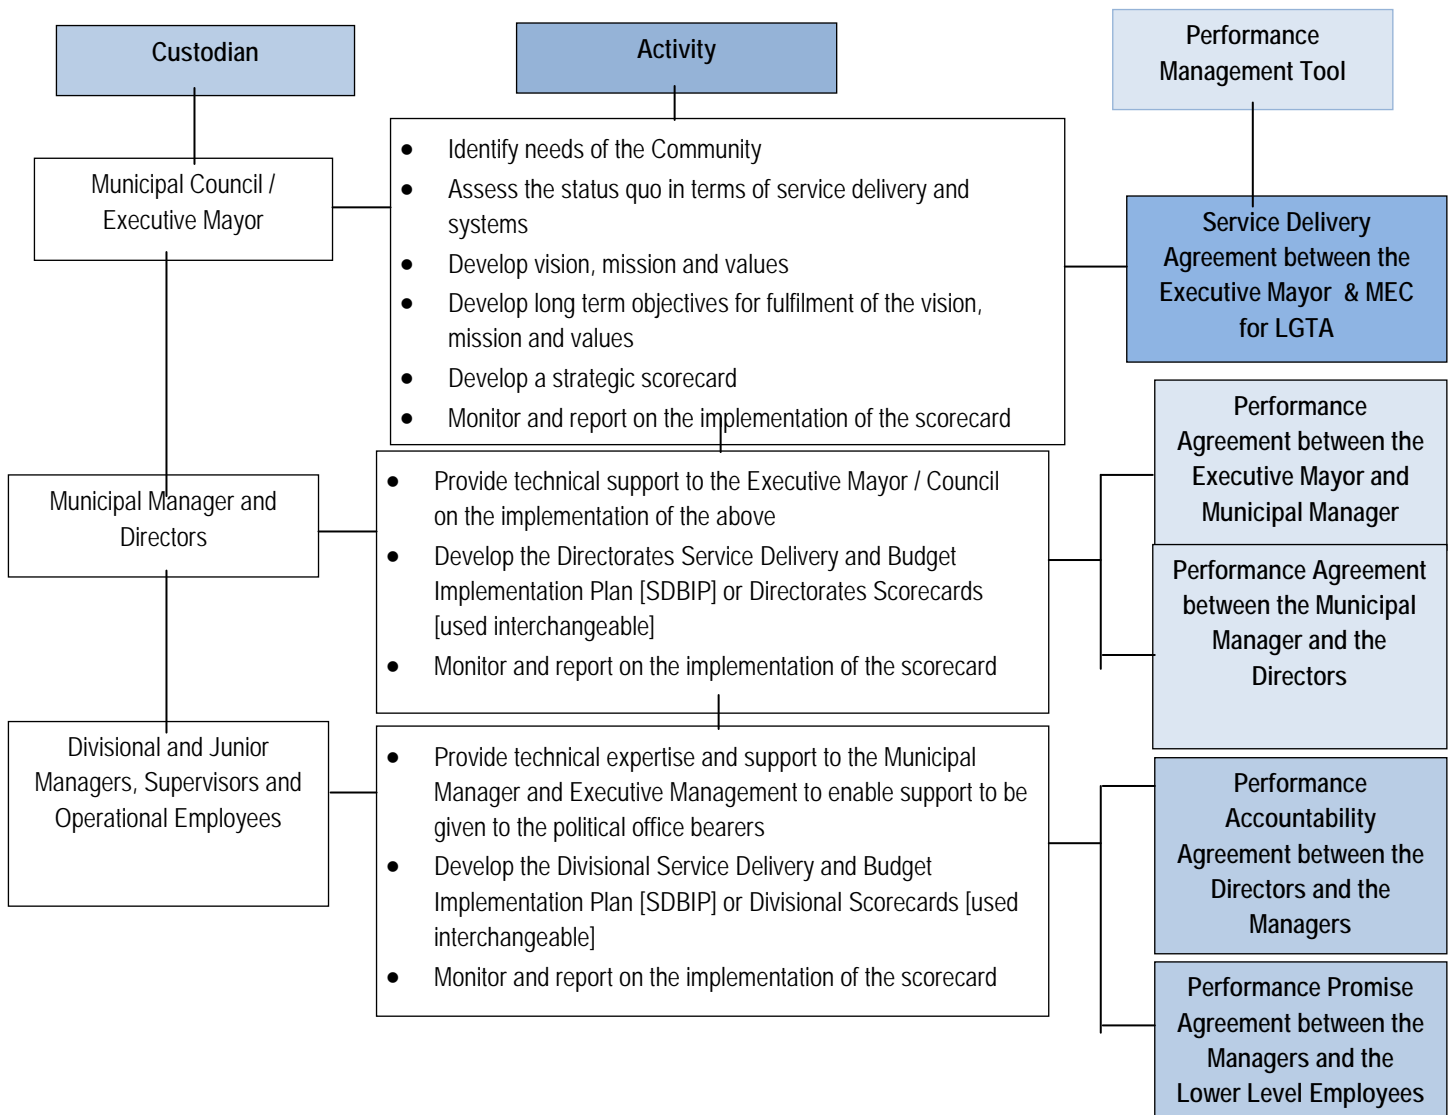 Custodian
Activity
Performance
Management Tool
Municipal Council /
Executive Mayor
• Identify needs of the Community
• Assess the status quo in terms of service delivery and
systems
• Develop vision, mission and values
• Develop long term objectives for fulfilment of the vision,
mission and values
• Develop a strategic scorecard
• Monitor and report on the implementation of the scorecard
Service Delivery
Agreement between the
Executive Mayor & MEC
for LGTA
Municipal Manager and
Directors
• Provide technical support to the Executive Mayor / Council
on the implementation of the above
• Develop the Directorates Service Delivery and Budget
Implementation Plan [SDBIP] or Directorates Scorecards
[used interchangeable]
• Monitor and report on the implementation of the scorecard
Performance
Agreement between the
Executive Mayor and
Municipal Manager
Performance Agreement
between the Municipal
Manager and the
Directors
Divisional and Junior
Managers, Supervisors and
Operational Employees
• Provide technical expertise and support to the Municipal
Manager and Executive Management to enable support to be
given to the political office bearers
• Develop the Divisional Service Delivery and Budget
Implementation Plan [SDBIP] or Divisional Scorecards [used
interchangeable]
• Monitor and report on the implementation of the scorecard
Performance
Accountability
Agreement between the
Directors and the
Managers
Performance Promise
Agreement between the
Managers and the
Lower Level Employees